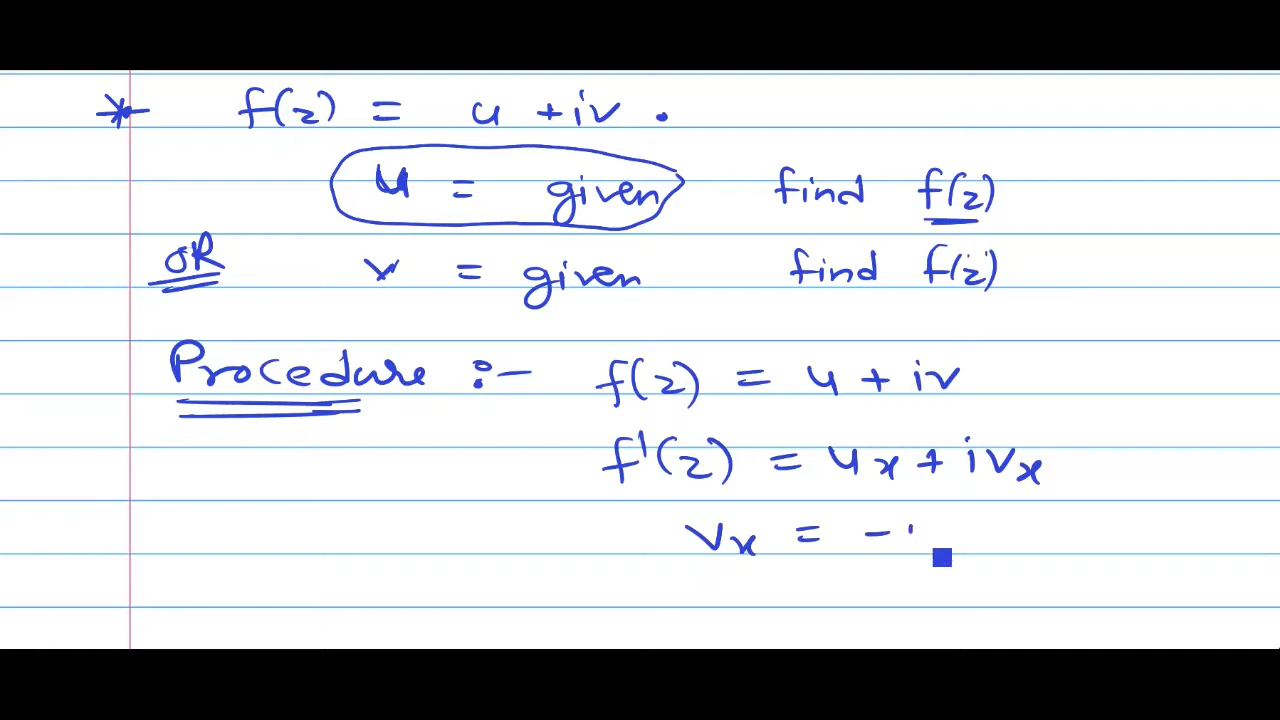 * f(z) = u + iv.
u = given find f(z)
OR v = given find f(z)
Procedure :- f(z) = u + iv
f'(z) = ux + ivx
vx = -